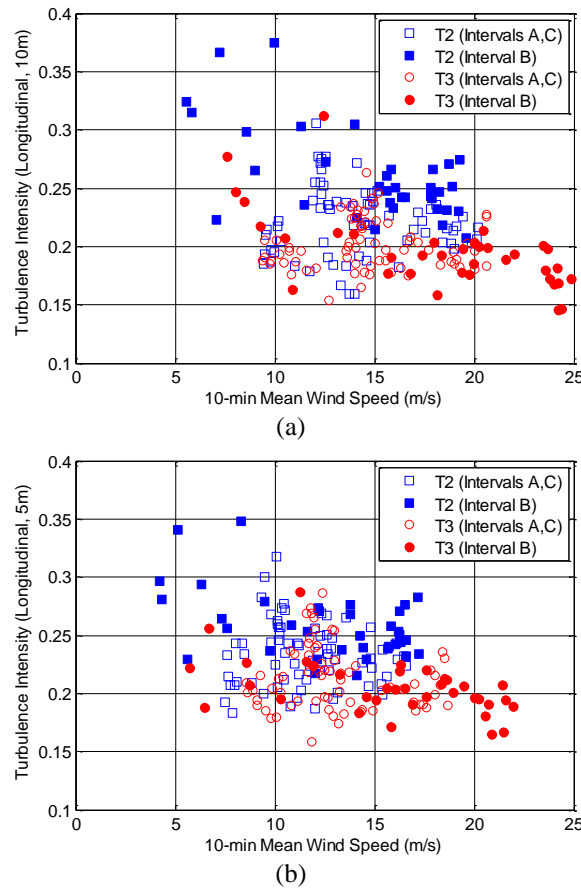 0.4
0.35
0.3
0.25
0.2
0.15
0.1
Turbulence Intensity (Longitudinal, 10m)
T2 (Intervals A,C)
T2 (Interval B)
T3 (Intervals A,C)
T3 (Interval B)
0 5 10 15 20 25
10-min Mean Wind Speed (m/s)
(a)
0.4
0.35
0.3
0.25
0.2
0.15
0.1
Turbulence Intensity (Longitudinal, 5m)
T2 (Intervals A,C)
T2 (Interval B)
T3 (Intervals A,C)
T3 (Interval B)
0 5 10 15 20 25
10-min Mean Wind Speed (m/s)
(b)